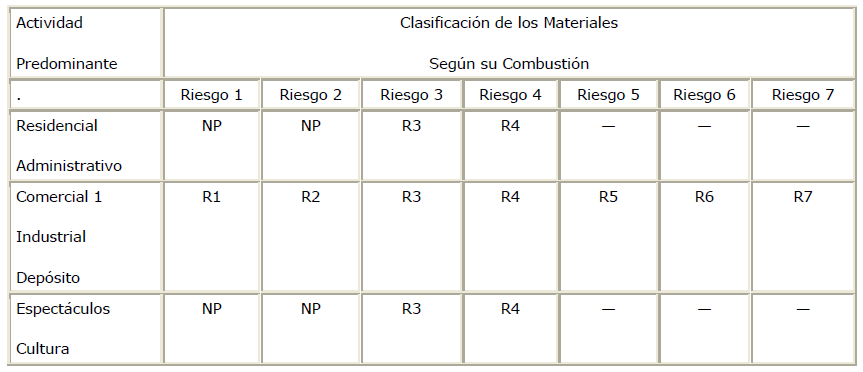 Actividad
Predominante
Clasificación de los Materiales
Según su Combustión
. Riesgo 1 Riesgo 2 Riesgo 3 Riesgo 4 Riesgo 5 Riesgo 6 Riesgo 7
Residencial
Administrativo
NP NP R3 R4 — — —
Comercial 1
Industrial
Depósito
R1 R2 R3 R4 R5 R6 R7
Espectáculos
Cultura
NP NP R3 R4 — — —